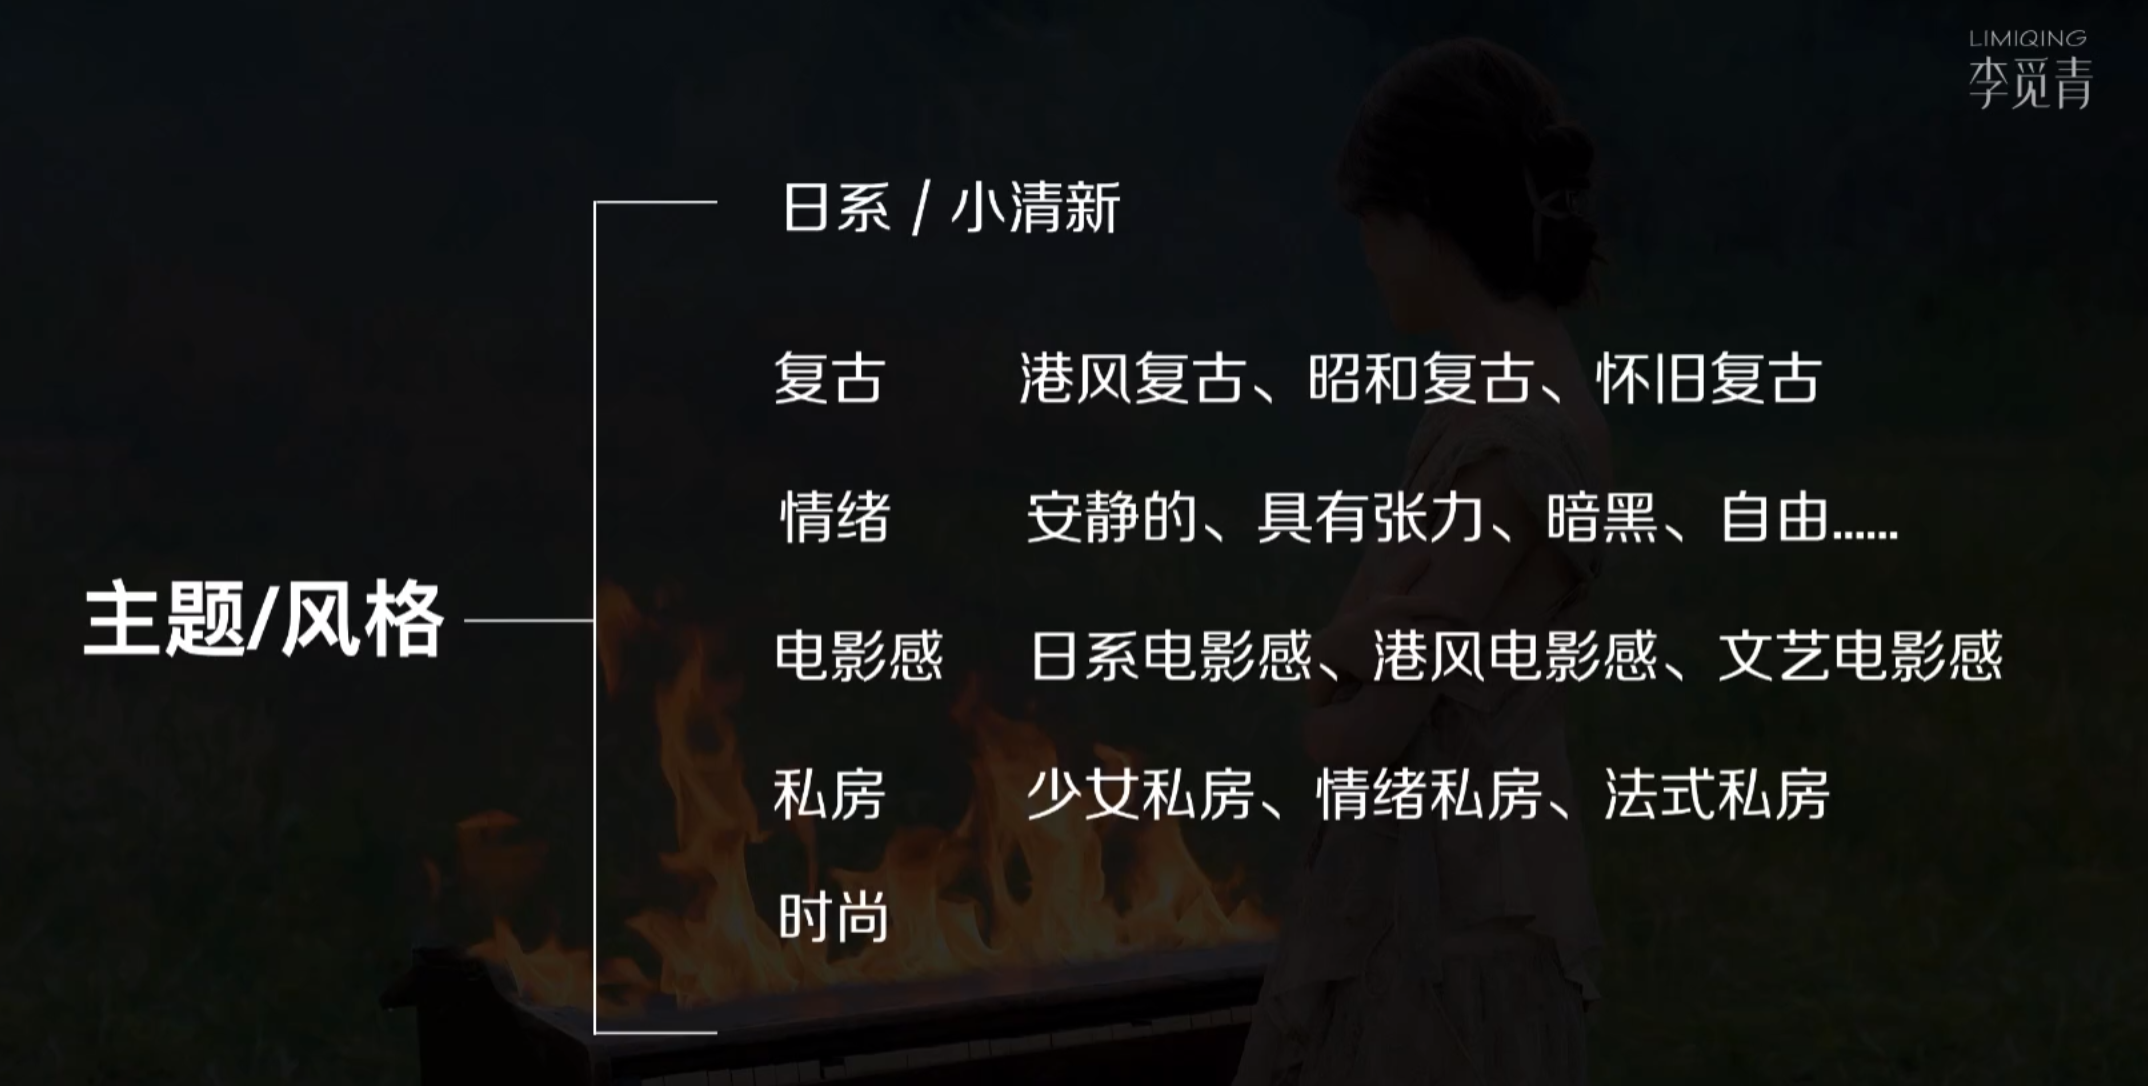 LIMIQING
李觅青
日系 / 小清新
复古 港风复古、昭和复古、怀旧复古
情绪 安静的、具有张力、暗黑、自由......
主题/风格
电影感 日系电影感、港风电影感、文艺电影感
私房 少女私房、情绪私房、法式私房
时尚